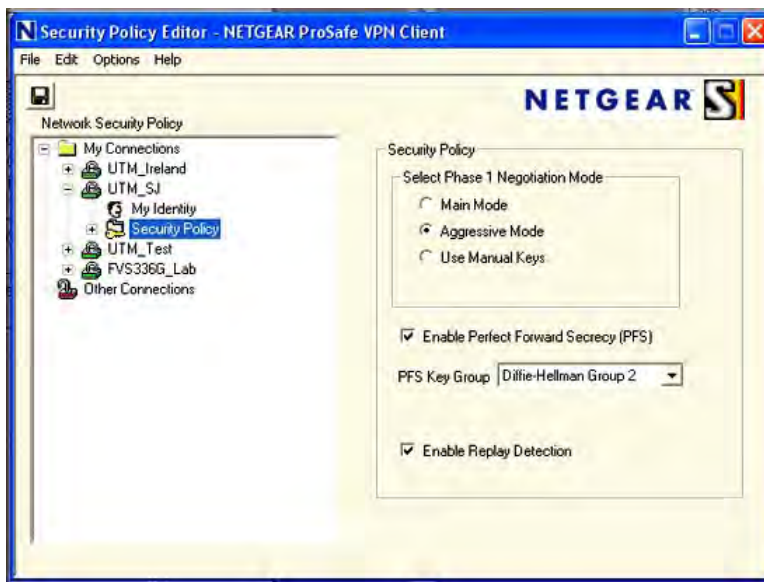 Security Policy Editor - NETGEAR ProSafe VPN Client
File Edit Options Help
NETGEAR
Network Security Policy
My Connections
UTM_Ireland
UTM_SJ
My Identity
Security Policy
UTM_Test
FVS336G_Lab
Other Connections
Security Policy
Select Phase 1 Negotiation Mode
Main Mode
Aggressive Mode
Use Manual Keys
Enable Perfect Forward Secrecy (PFS)
PFS Key Group Diffie-Hellman Group 2
Enable Replay Detection